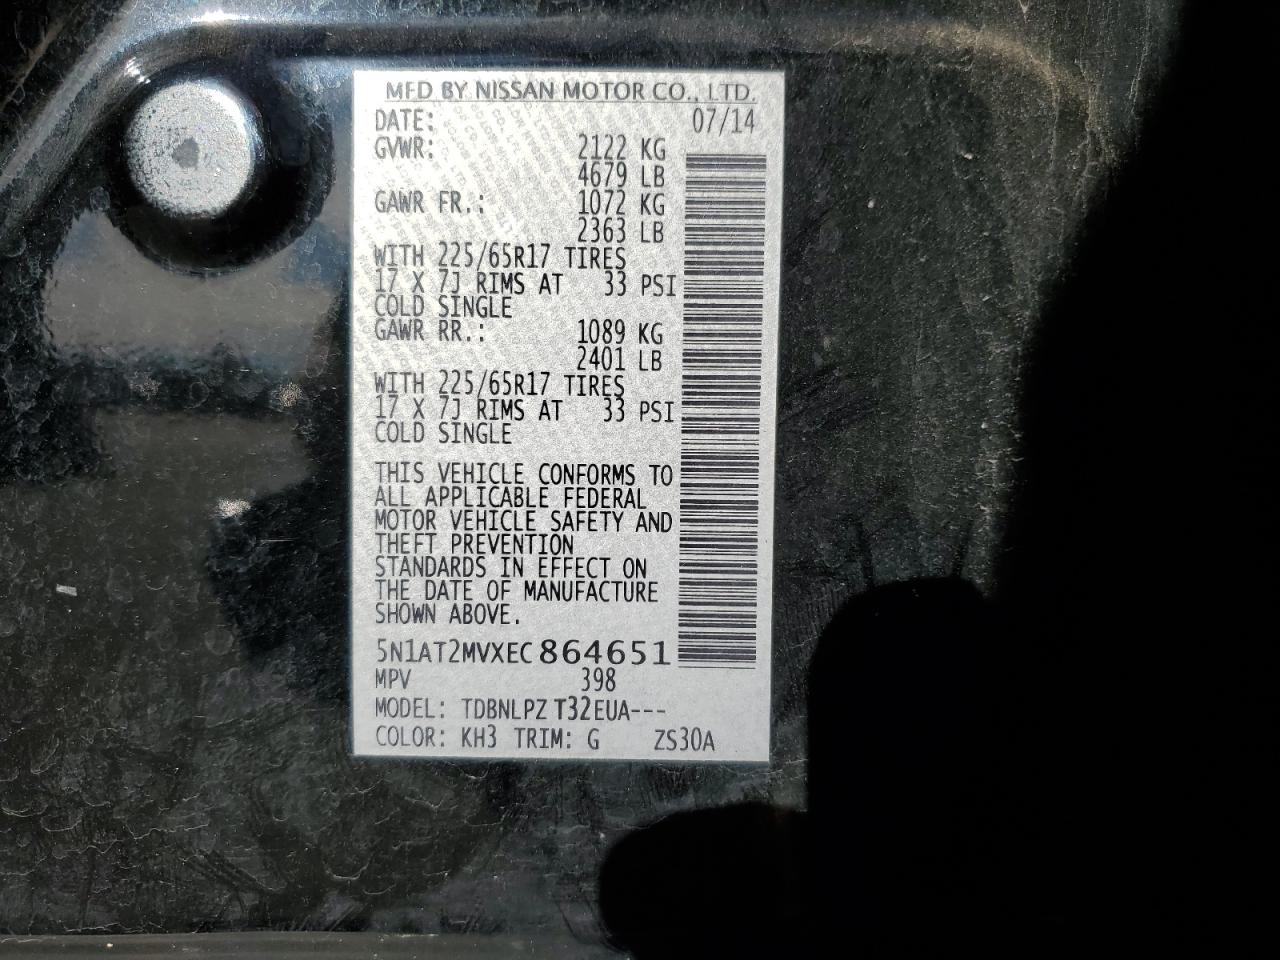 MFD BY NISSAN MOTOR CO., LTD.
DATE: 07/14
GVWR: 2122 KG
4679 LB
GAWR FR.: 1072 KG
2363 LB
WITH 225/65R17 TIRES
17 X 7J RIMS AT 33 PSI
COLD SINGLE
GAWR RR.: 1089 KG
2401 LB
WITH 225/65R17 TIRES
17 X 7J RIMS AT 33 PSI
COLD SINGLE
THIS VEHICLE CONFORMS TO
ALL APPLICABLE FEDERAL
MOTOR VEHICLE SAFETY AND
THEFT PREVENTION
STANDARDS IN EFFECT ON
THE DATE OF MANUFACTURE
SHOWN ABOVE.
5N1AT2MVXEC864651
MPV 398
MODEL: TDBNLPZ T32EUA---
COLOR: KH3 TRIM: G ZS30A